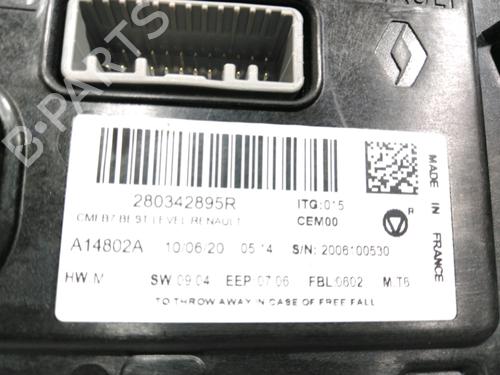 B-PARTS
280342895R
ITG:015
CMFB7 BEST LEVEL RENAULT
CEM00
R
A14802A 10/06/20 05:14 S/N: 2006100530
HW:M SW:09.04 EEP:07.06 FBL:0602 M:T6
TO THROW AWAY IN CASE OF FREE FALL
MADE IN FRANCE